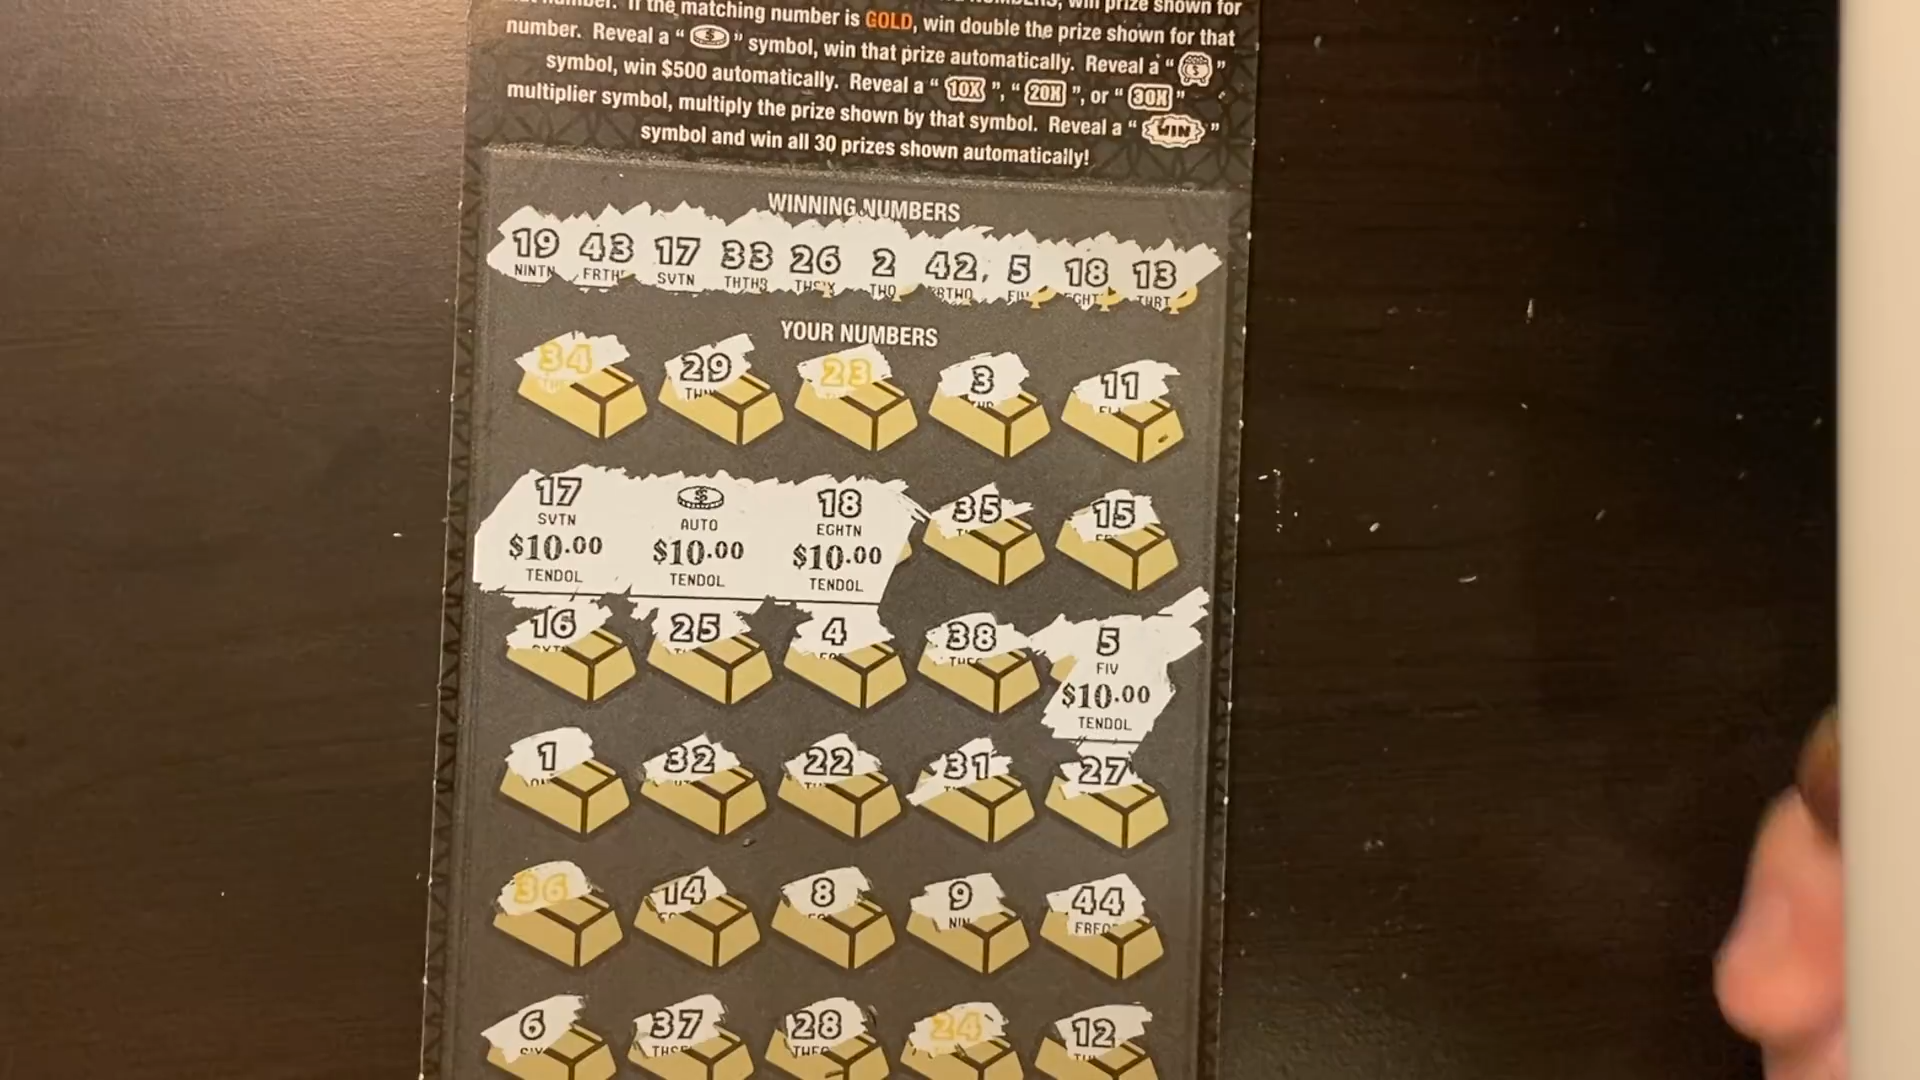 If the matching number is GOLD, win double the prize shown for that
number. Reveal a " " symbol, win that prize automatically. Reveal a " "
symbol, win $500 automatically. Reveal a " 10X ", " 20X ", or " 30X "
multiplier symbol, multiply the prize shown by that symbol. Reveal a " WIN "
symbol and win all 30 prizes shown automatically!
WINNING NUMBERS
19 43 17 33 26 2 42 5 18 13
NINTN SVTN THTHR TWO
YOUR NUMBERS
34 29 23 3 11
17 18 35 15
SVTN AUTO EGHTN
$10.00 $10.00 $10.00
TENDOL TENDOL TENDOL
16 25 4 38 5
FIV
$10.00
TENDOL
1 32 22 31 27
36 14 8 9 44
NIN
6 37 28 24 12